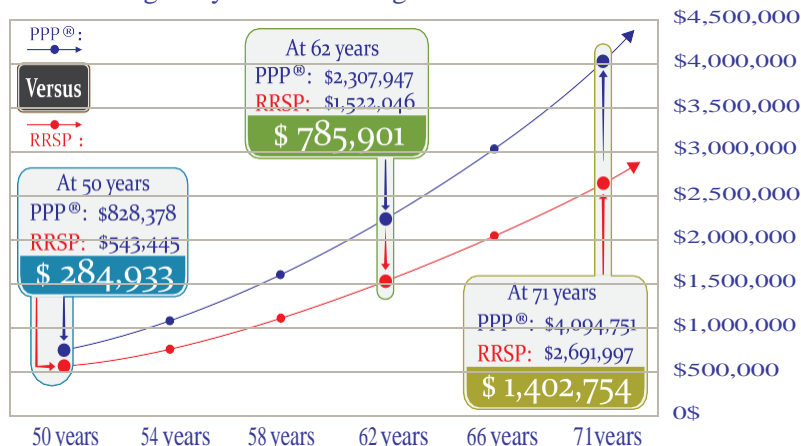 PPP®:
Versus
RRSP :
At 50 years
PPP®: $828,378
RRSP: $543,445
$ 284,933
At 62 years
PPP®: $2,307,947
RRSP: $1,522,046
$ 785,901
At 71 years
PPP®: $4,094,751
RRSP: $2,691,997
$ 1,402,754
$4,500,000
$4,000,000
$3,500,000
$3,000,000
$2,500,000
$2,000,000
$1,500,000
$1,000,000
$500,000
0$
50 years 54 years 58 years 62 years 66 years 71years